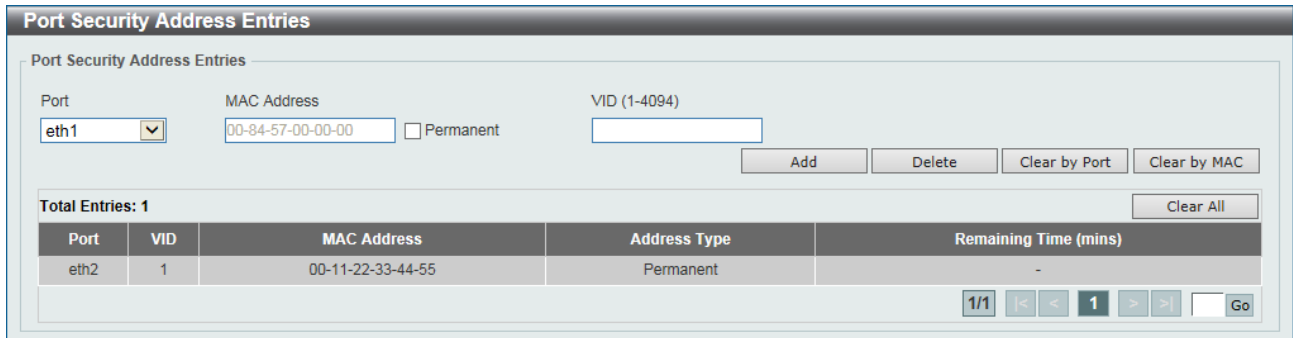 Port Security Address Entries
Port Security Address Entries
Port MAC Address VID (1-4094)
eth1 00-84-57-00-00-00 Permanent
Add Delete Clear by Port Clear by MAC
Total Entries: 1 Clear All
Port VID MAC Address Address Type Remaining Time (mins)
eth2 1 00-11-22-33-44-55 Permanent -
1/1 |< < 1 > >| Go